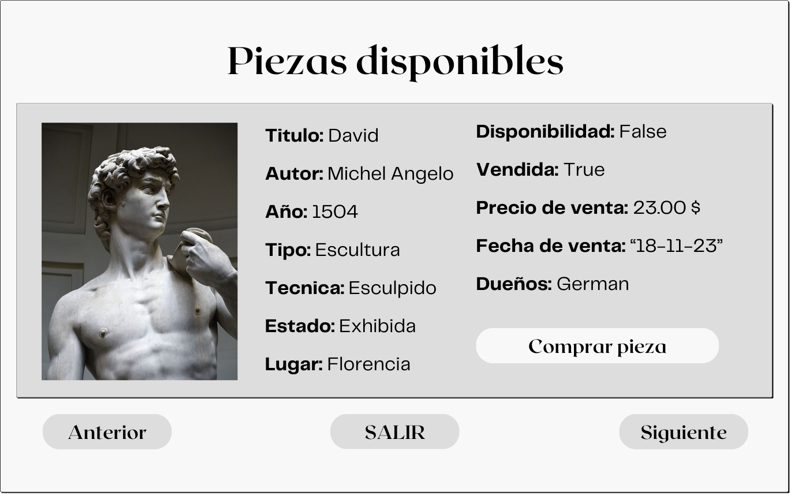 Piezas disponibles
Titulo: David
Autor: Michel Angelo
Año: 1504
Tipo: Escultura
Tecnica: Esculpido
Estado: Exhibida
Lugar: Florencia
Disponibilidad: False
Vendida: True
Precio de venta: 23.00 $
Fecha de venta: “18-11-23”
Dueños: German
Comprar pieza
Anterior
SALIR
Siguiente